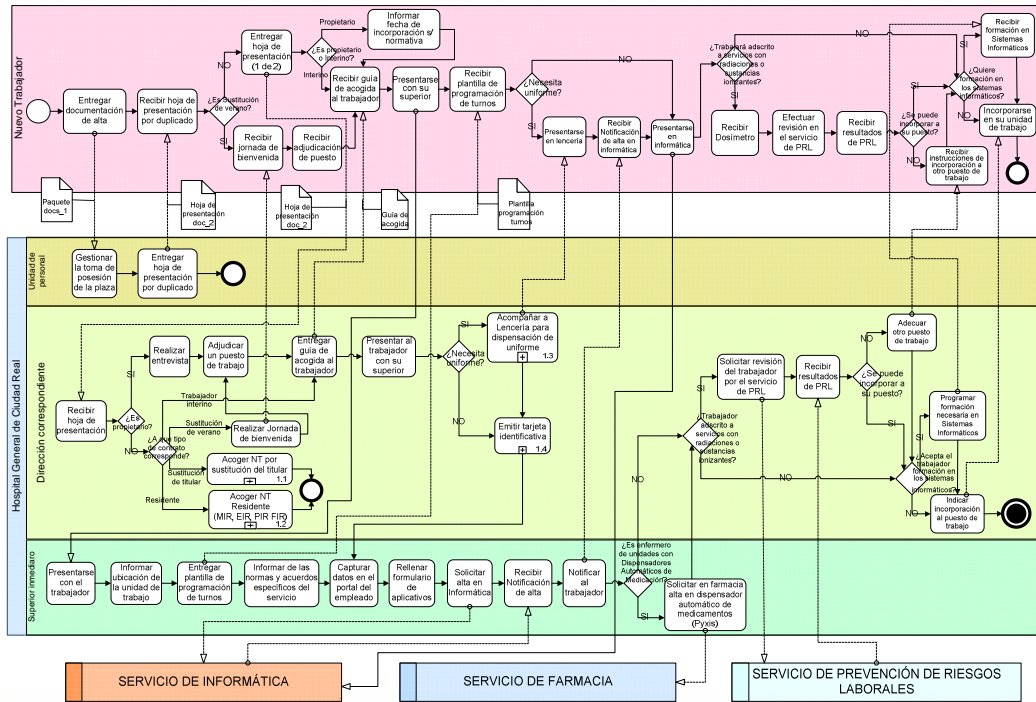 Nuevo Trabajador
Entregar
documentación
de alta
Recibir hoja de
presentación
por duplicado
¿Es Sustitución
de verano?
NO
SI
Entregar
hoja de
presentación
(1 de 2)
Recibir
jornada de
bienvenida
Recibir
adjudicación
de puesto
Propietario
¿Es propietario
o Interino?
Interino
Informar
fecha de
incorporación s/
normativa
Recibir guía
de acogida
al trabajador
Presentarse
con su
superior
Recibir
plantilla de
programación
de turnos
¿Necesita
uniforme?
NO
SI
Presentarse
en lencería
Recibir
Notificación
de alta en
informática
Presentarse
en
informática
¿Trabajará adscrito
a servicios con
radiaciones o
sustancias
ionizantes?
NO
SI
Recibir
Dosímetro
Efectuar
revisión en
el servicio
de PRL
Recibir
resultados
de PRL
¿Se puede
incorporar a
su puesto?
SI
NO
Recibir
instrucciones de
incorporación a
otro puesto de
trabajo
¿Quiere
formación en
los sistemas
informáticos?
SI
NO
Recibir
formación en
Sistemas
Informáticos
Incorporarse
en su unidad
de trabajo
Paquete
docs_1
Hoja de
presentación
doc_2
Hoja de
presentación
doc_2
Guía de
acogida
Plantilla
programación
turnos
Hospital General de Ciudad Real
Unidad de
personal
Gestionar
la toma de
posesión
de la plaza
Entregar
hoja de
presentación
por duplicado
Dirección correspondiente
Recibir
hoja de
presentación
¿Es
propietario?
SI
NO
Realizar
entrevista
Adjudicar
un puesto
de trabajo
Entregar
guía de
acogida al
trabajador
Presentar al
trabajador
con su
superior
¿A que tipo
de contrato
corresponde?
Trabajador
interino
Sustitución
de verano
Realizar Jornada
de bienvenida
Sustitución
de titular
Acoger NT por
sustitución del titular
1.1
Residente
Acoger NT
Residente
(MIR, EIR, PIR FIR)
1.2
¿Necesita
uniforme?
SI
NO
Acompañar a
Lencería para
dispensación de
uniforme
1.3
Emitir tarjeta
identificativa
1.4
¿Trabajador
adscrito a
servicios con
radiaciones o
sustancias
ionizantes?
SI
NO
Solicitar revisión
del trabajador
por el servicio
de PRL
Recibir
resultados
de PRL
¿Se puede
incorporar a
su puesto?
NO
SI
Adecuar
otro puesto
de trabajo
Programar
formación
necesaria en
Sistemas
Informáticos
¿Acepta el
trabajador
formación en
los sistemas
informáticos?
SI
NO
Indicar
incorporación
al puesto de
trabajo
Superior inmediaro
Presentarse
con el
trabajador
Informar
ubicación de
la unidad de
trabajo
Entregar
plantilla de
programación
de turnos
Informar de las
normas y acuerdos
específicos del
servicio
Capturar
datos en el
portal del
empleado
Rellenar
formulario
de
aplicativos
Solicitar
alta en
Informática
Recibir
Notificación
de alta
Notificar
al
trabajador
¿Es enfermero
de unidades con
Dispensadores
Automáticos de
Medicación?
NO
SI
Solicitar en farmacia
alta en dispensador
automático de
medicamentos
(Pyxis)
SERVICIO DE INFORMÁTICA
SERVICIO DE FARMACIA
SERVICIO DE PREVENCIÓN DE RIESGOS
LABORALES